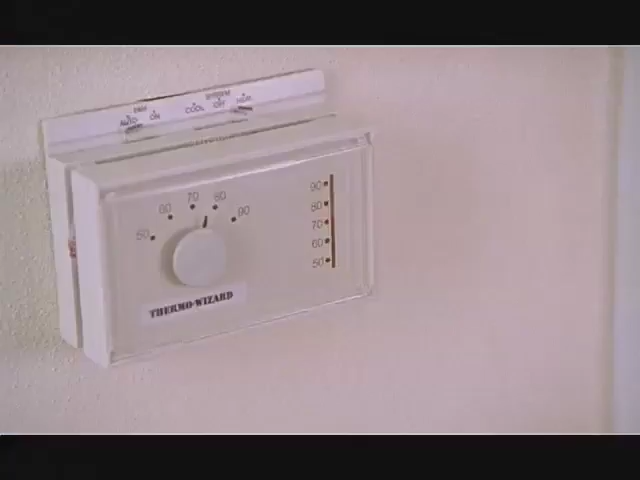 FAN SYSTEM
AUTO ON COOL OFF HEAT
50 60 70 80 90
90
80
70
60
50
THERMO-WIZARD